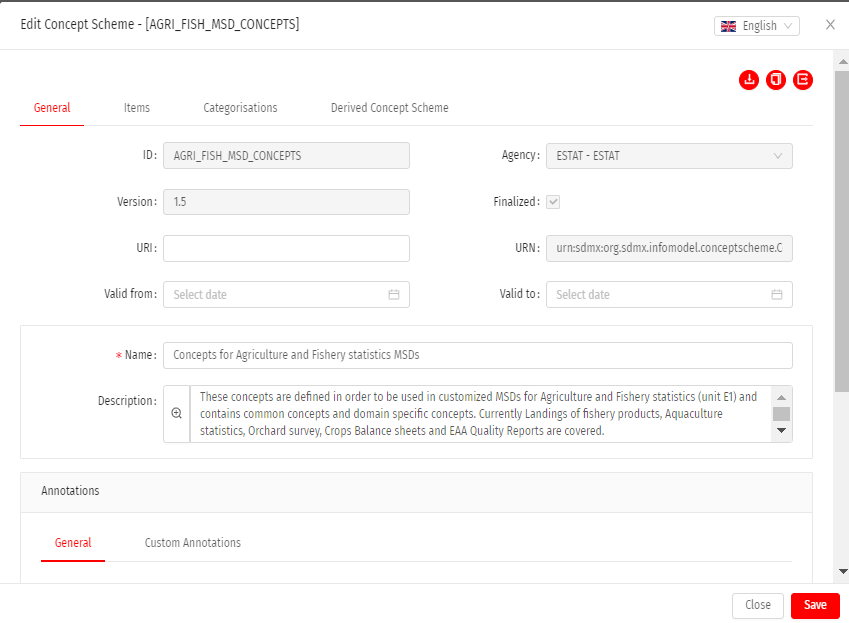 Edit Concept Scheme - [AGRI_FISH_MSD_CONCEPTS]
English
General Items Categorisations Derived Concept Scheme
ID: AGRI_FISH_MSD_CONCEPTS Agency: ESTAT - ESTAT
Version: 1.5 Finalized:
URI: URN: urn:sdmx:org.sdmx.infomodel.conceptscheme.C
Valid from: Select date Valid to: Select date
* Name: Concepts for Agriculture and Fishery statistics MSDs
Description: These concepts are defined in order to be used in customized MSDs for Agriculture and Fishery statistics (unit E1) and
contains common concepts and domain specific concepts. Currently Landings of fishery products, Aquaculture
statistics, Orchard survey, Crops Balance sheets and EAA Quality Reports are covered.
Annotations
General Custom Annotations
Close Save